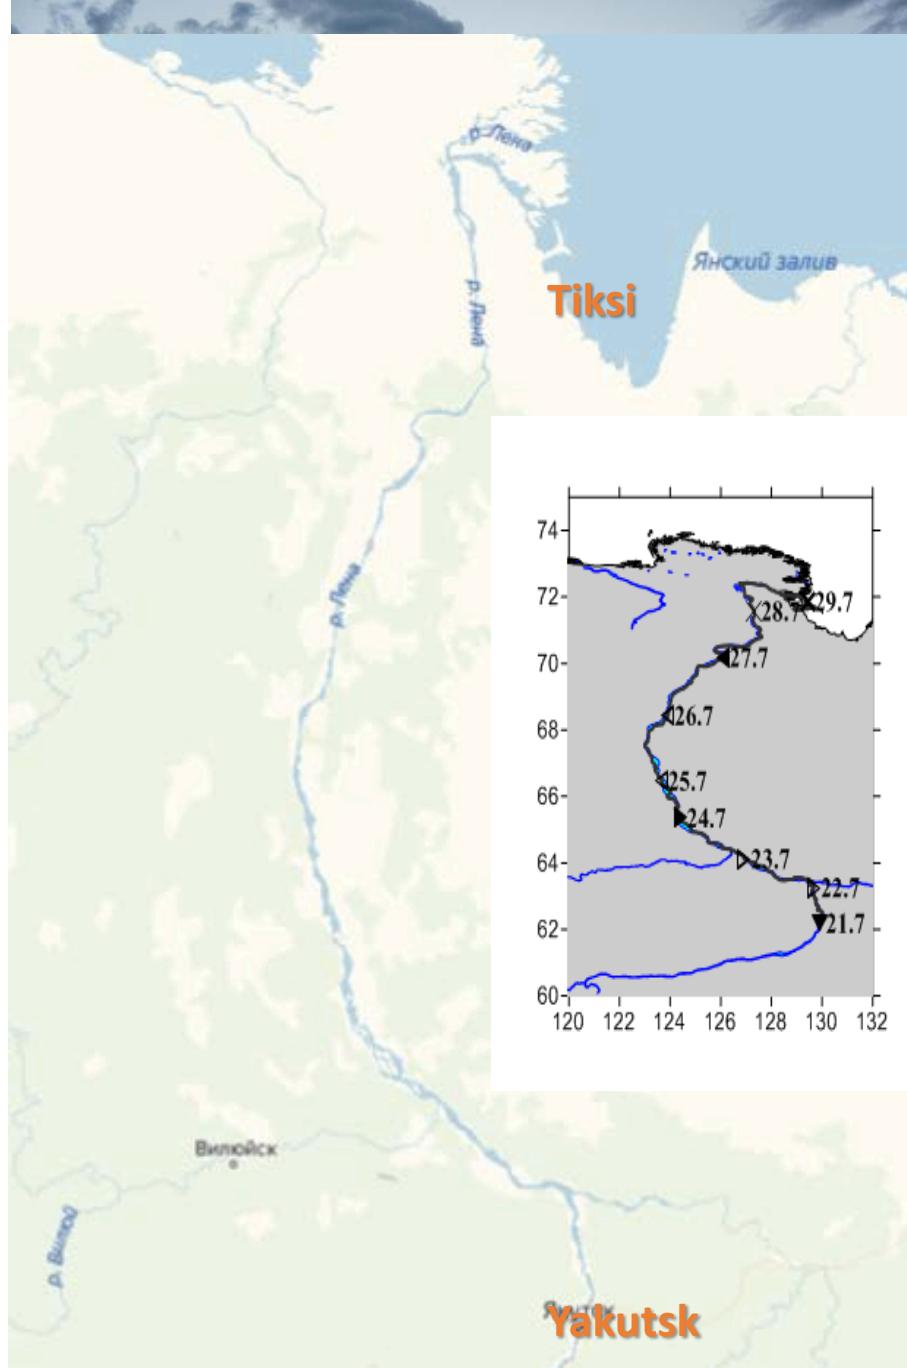 р. Лена
Янский залив
Tiksi
р. Лена
р. Лена
74
72
70
68
66
64
62
60
29.7
28.7
27.7
26.7
25.7
24.7
23.7
22.7
21.7
120 122 124 126 128 130 132
Вилюйск
р. Вилюй
Якутск
Yakutsk